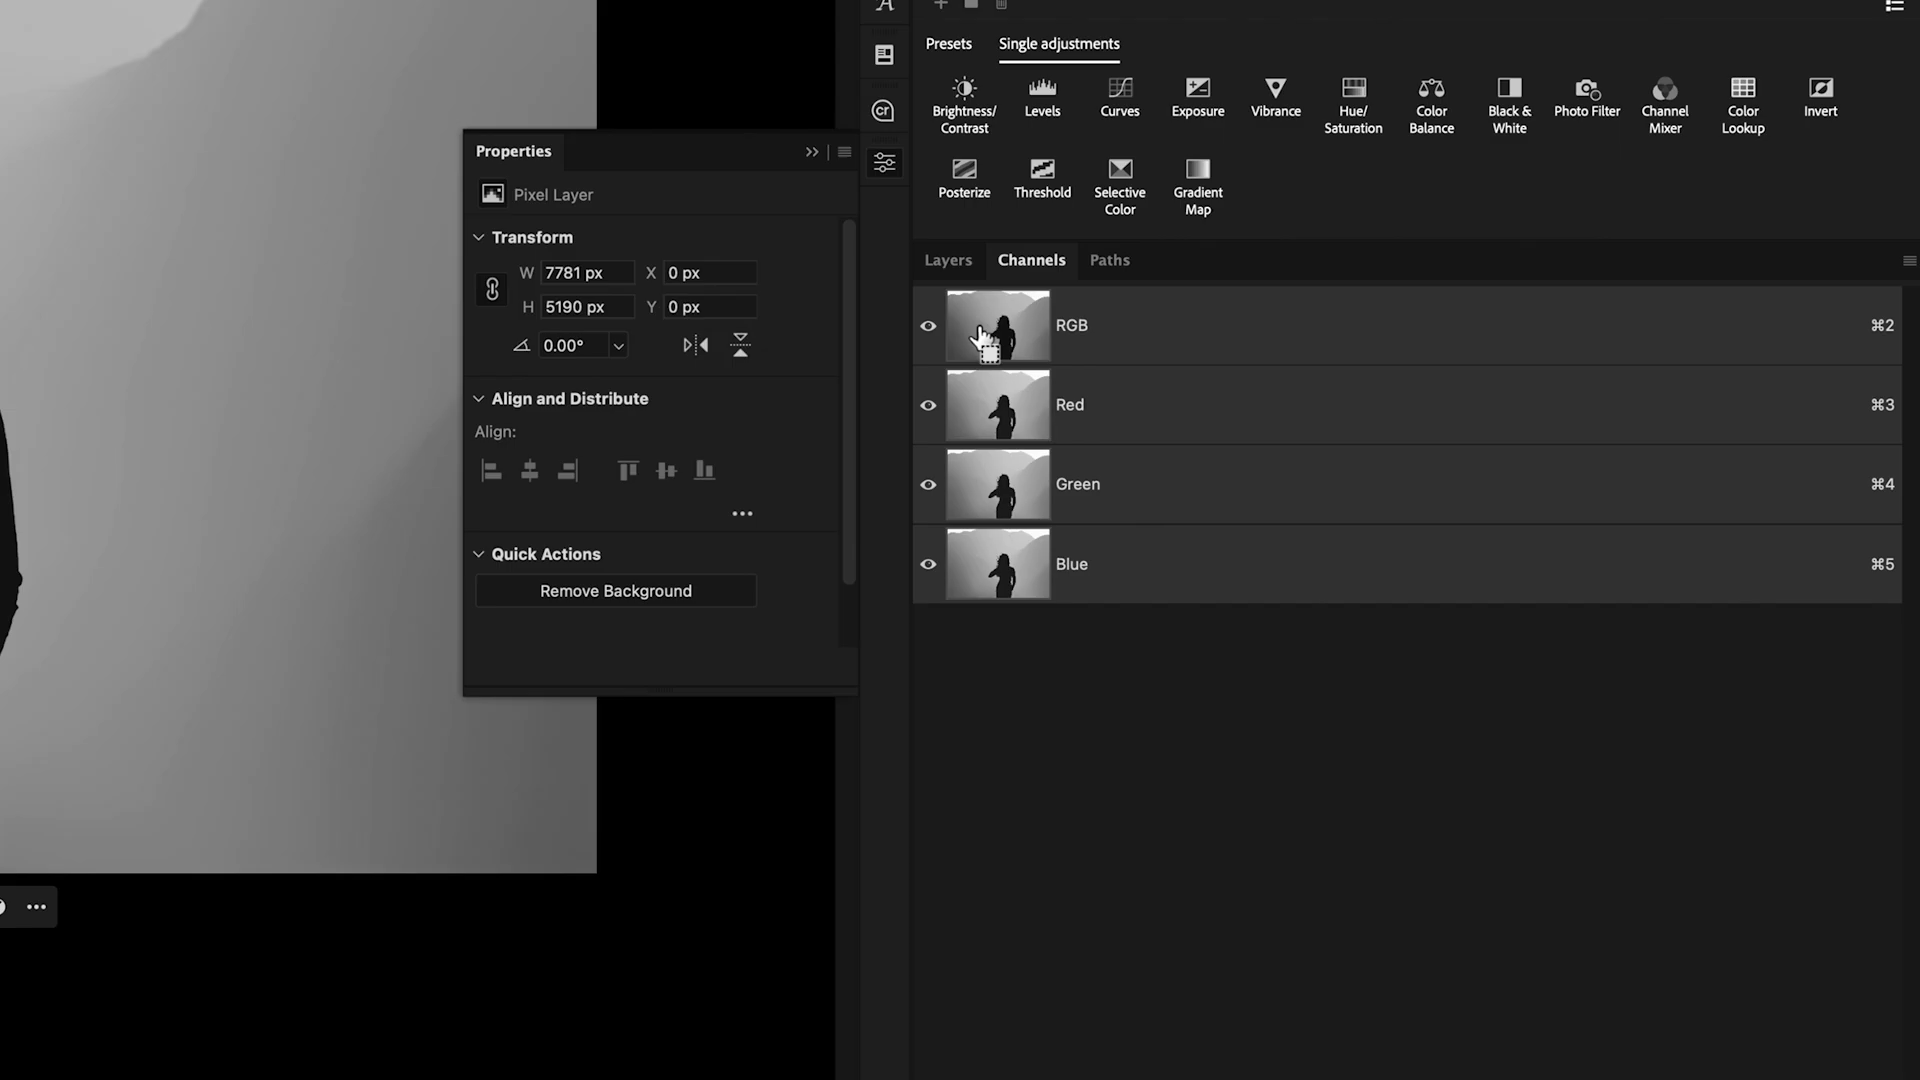 A
Presets Single adjustments
Brightness/ Levels Curves Exposure Vibrance Hue/ Color Black & Photo Filter Channel Color Invert
Contrast Saturation Balance White Mixer Lookup
Posterize Threshold Selective Gradient
Color Map
cr
Properties
Pixel Layer
Transform
W 7781 px X 0 px
H 5190 px Y 0 px
0.00°
Align and Distribute
Align:
Quick Actions
Remove Background
Layers Channels Paths
RGB ⌘2
Red ⌘3
Green ⌘4
Blue ⌘5